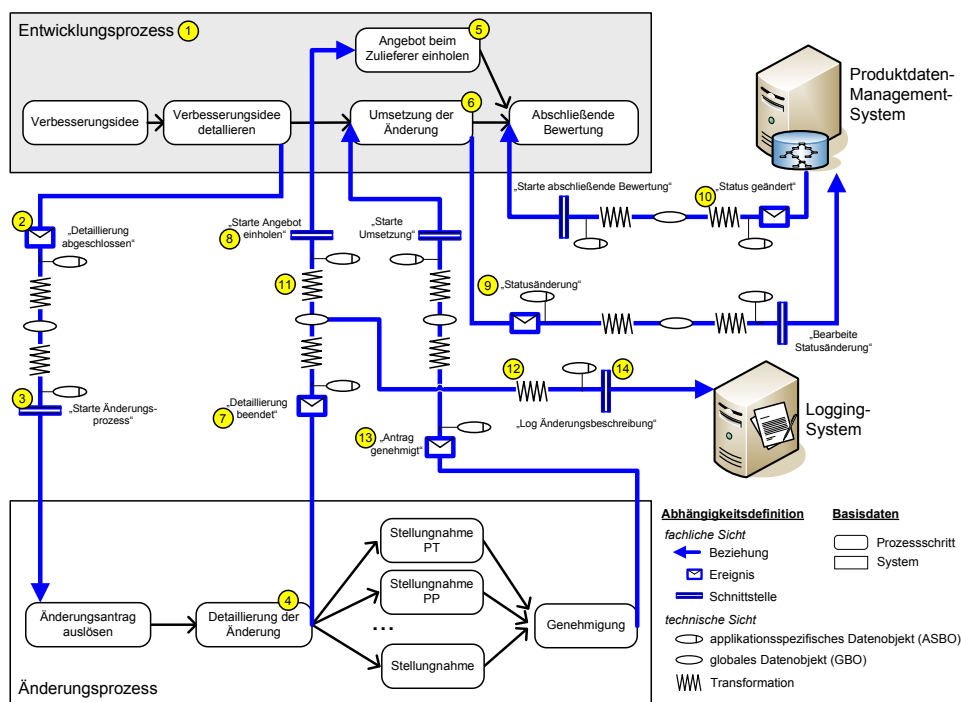 Entwicklungsprozess 1
5
Angebot beim
Zulieferer einholen
Verbesserungsidee
Verbesserungsidee
detallieren
6
Umsetzung der
Änderung
Abschließende
Bewertung
Produktdaten-
Management-
System
2
„Detaillierung
abgeschlossen“
3
„Starte Änderungs-
prozess“
„Starte Angebot
einholen“
8
11
„Starte
Umsetzung“
„Starte abschließende Bewertung“
10
„Status geändert“
9
„Statusänderung“
„Bearbeite
Statusänderung“
7
„Detaillierung
beendet“
12
14
„Log Änderungsbeschreibung“
13
„Antrag
genehmigt“
Logging-
System
Änderungsantrag
auslösen
4
Detaillierung der
Änderung
Stellungnahme
PT
Stellungnahme
PP
...
Stellungnahme
Genehmigung
Änderungsprozess
Abhängigkeitsdefinition
fachliche Sicht
Beziehung
Ereignis
Schnittstelle
technische Sicht
applikationsspezifisches Datenobjekt (ASBO)
globales Datenobjekt (GBO)
Transformation
Basisdaten
Prozessschritt
System